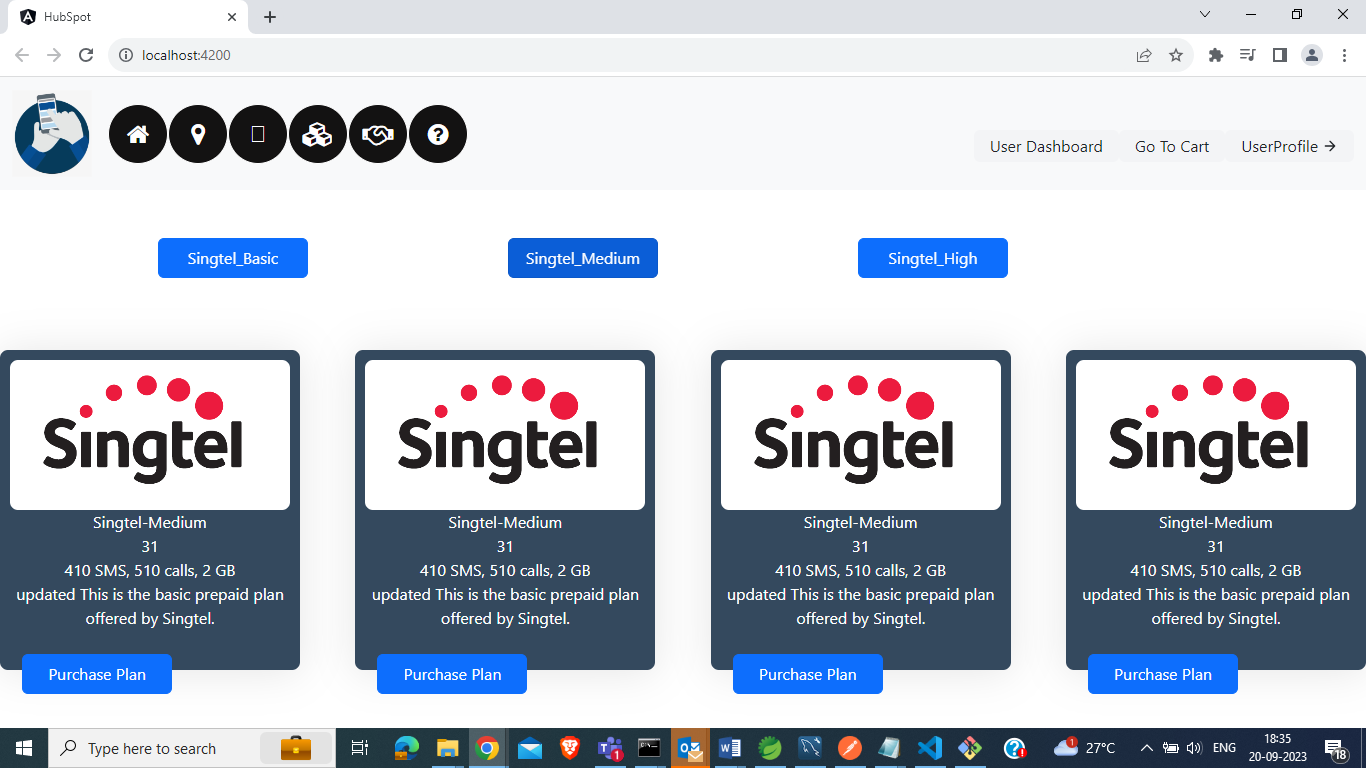 HubSpot
localhost:4200
User Dashboard Go To Cart UserProfile →
Singtel_Basic Singtel_Medium Singtel_High
Singtel Singtel Singtel Singtel
Singtel-Medium Singtel-Medium Singtel-Medium Singtel-Medium
31 31 31 31
410 SMS, 510 calls, 2 GB 410 SMS, 510 calls, 2 GB 410 SMS, 510 calls, 2 GB 410 SMS, 510 calls, 2 GB
updated This is the basic prepaid plan updated This is the basic prepaid plan updated This is the basic prepaid plan updated This is the basic prepaid plan
offered by Singtel. offered by Singtel. offered by Singtel. offered by Singtel.
Purchase Plan Purchase Plan Purchase Plan Purchase Plan
Type here to search 1 1 27°C ENG 18:35
20-09-2023 18